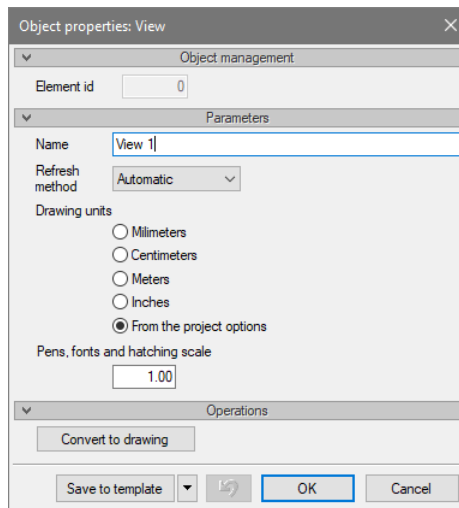 Object properties: View
Object management
Element id 0
Parameters
Name View 1
Refresh
method Automatic
Drawing units
Milimeters
Centimeters
Meters
Inches
From the project options
Pens, fonts and hatching scale
1.00
Operations
Convert to drawing
Save to template OK Cancel